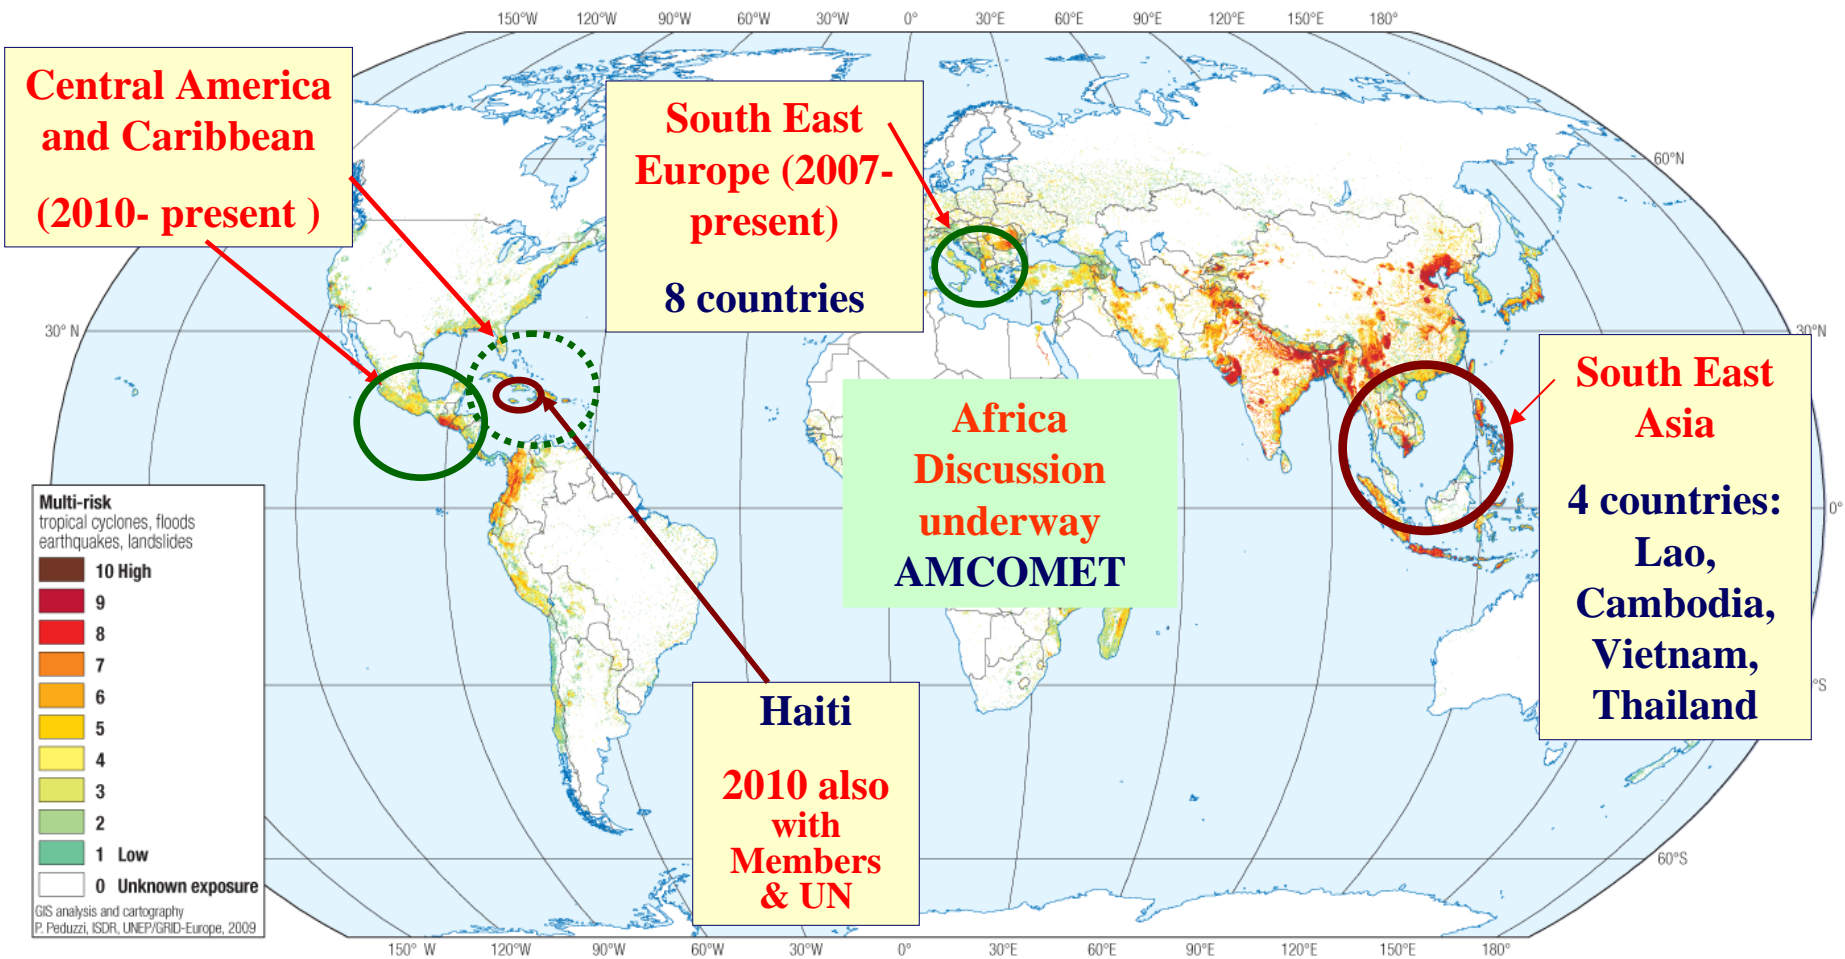 150°W 120°W 90°W 60°W 30°W 0° 30°E 60°E 90°E 120°E 150°E 180°
Central America
and Caribbean
(2010- present )
South East
Europe (2007-
present)
8 countries
60°N
30° N
30°N
South East
Asia
4 countries:
Lao,
Cambodia,
Vietnam,
Thailand
Africa
Discussion
underway
AMCOMET
0°
Multi-risk
tropical cyclones, floods
earthquakes, landslides
10 High
9
8
7
6
5
4
3
2
1 Low
0 Unknown exposure
GIS analysis and cartography
P. Peduzzi, ISDR, UNEP/GRID-Europe, 2009
Haiti
2010 also
with
Members
& UN
°S
60°S
150° W 120°W 90°W 60°W 30°W 0° 30°E 60°E 90°E 120°E 150°E 180°